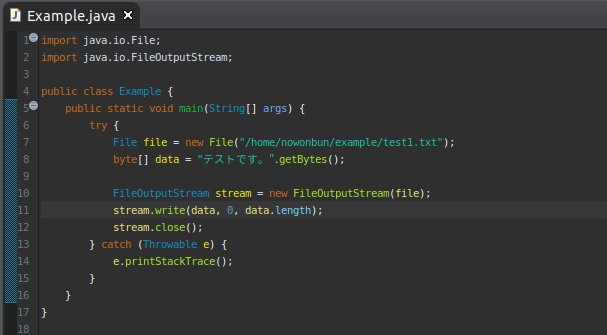 Example.java
1 import java.io.File;
2 import java.io.FileOutputStream;
3
4 public class Example {
5 public static void main(String[] args) {
6 try {
7 File file = new File("/home/nowonbun/example/test1.txt");
8 byte[] data = "テストです。".getBytes();
9
10 FileOutputStream stream = new FileOutputStream(file);
11 stream.write(data, 0, data.length);
12 stream.close();
13 } catch (Throwable e) {
14 e.printStackTrace();
15 }
16 }
17 }
18